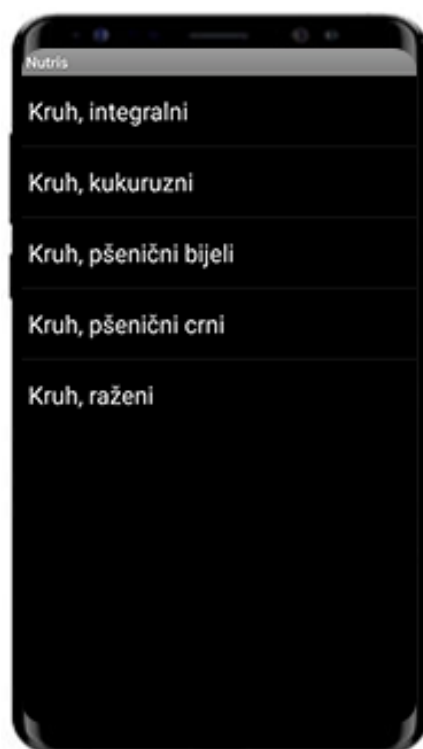 Nutris
Kruh, integralni
Kruh, kukuruzni
Kruh, pšenični bijeli
Kruh, pšenični crni
Kruh, raženi